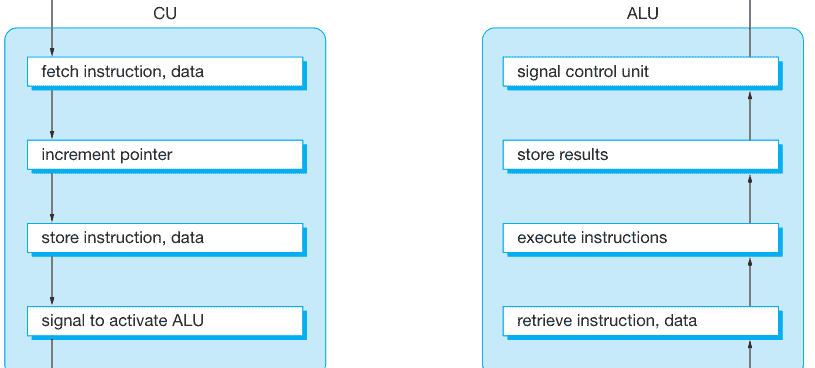 CU
fetch instruction, data
increment pointer
store instruction, data
signal to activate ALU
ALU
signal control unit
store results
execute instructions
retrieve instruction, data